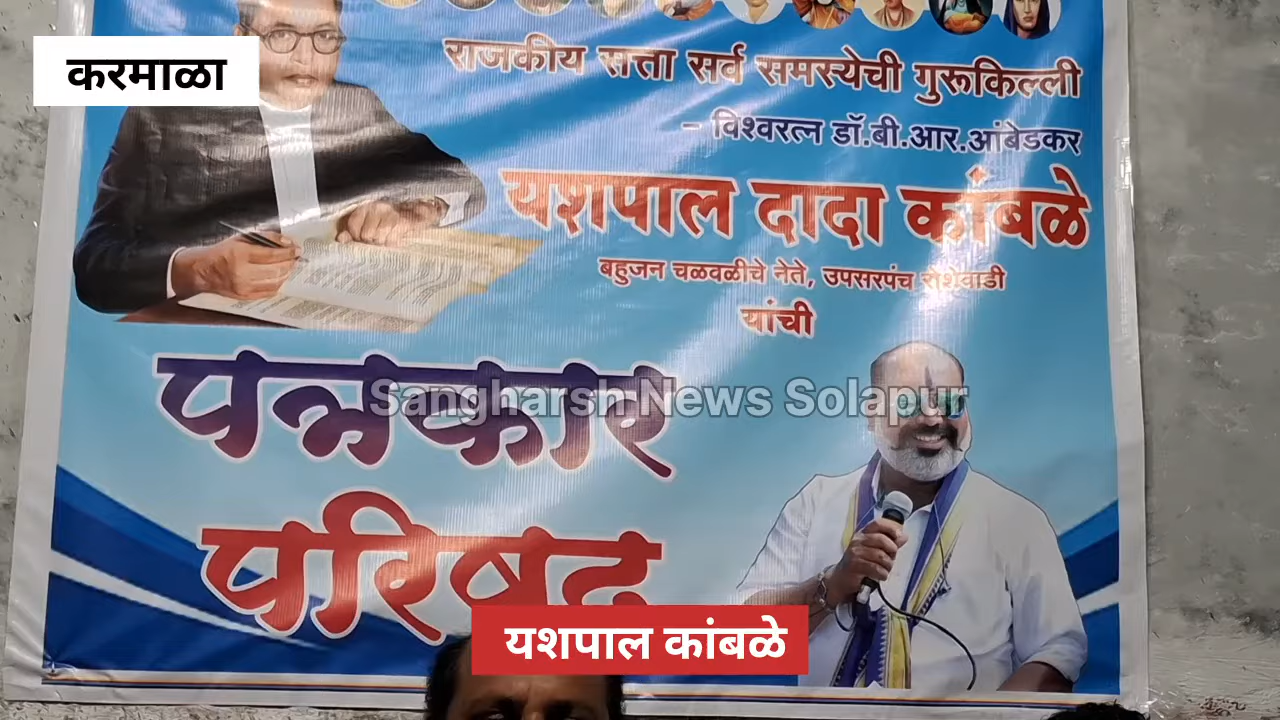 करमाळा
राजकीय सत्ता सर्व समस्येची गुरूकिल्ली
– विश्वरत्न डॉ.बी.आर.आंबेडकर
यशपाल दादा कांबळे
बहुजन चळवळीचे नेते, उपसरपंच रोशेवाडी
यांची
पत्रकार
Sangharsh News Solapur
परिषद
यशपाल कांबळे